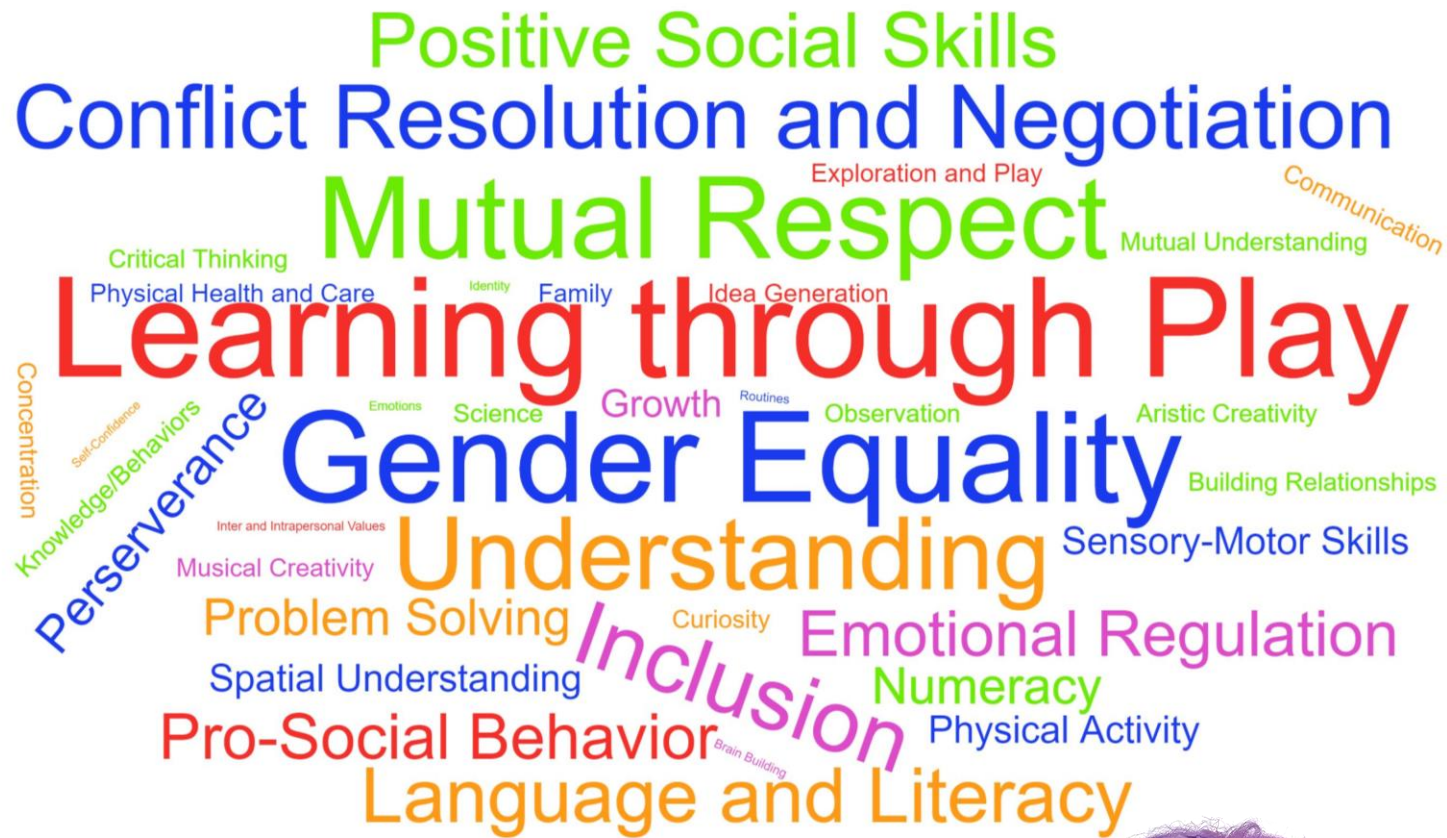 Positive Social Skills
Conflict Resolution and Negotiation
Exploration and Play
Communication
Mutual Respect
Mutual Understanding
Critical Thinking
Physical Health and Care
Identity
Family
Idea Generation
Learning through Play
Concentration
Self-Confidence
Knowledge/Behaviors
Perserverance
Emotions
Science
Growth
Routines
Observation
Aristic Creativity
Gender Equality
Building Relationships
Inter and Intrapersonal Values
Understanding
Sensory-Motor Skills
Musical Creativity
Problem Solving
Inclusion
Curiosity
Emotional Regulation
Spatial Understanding
Numeracy
Pro-Social Behavior
Physical Activity
Brain Building
Language and Literacy